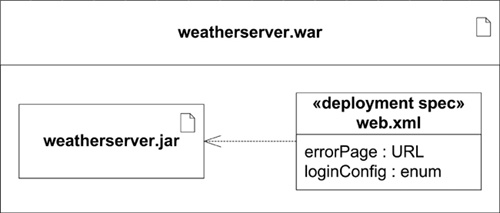 weatherserver.war
weatherserver.jar
«deployment spec»
web.xml
errorPage : URL
loginConfig : enum